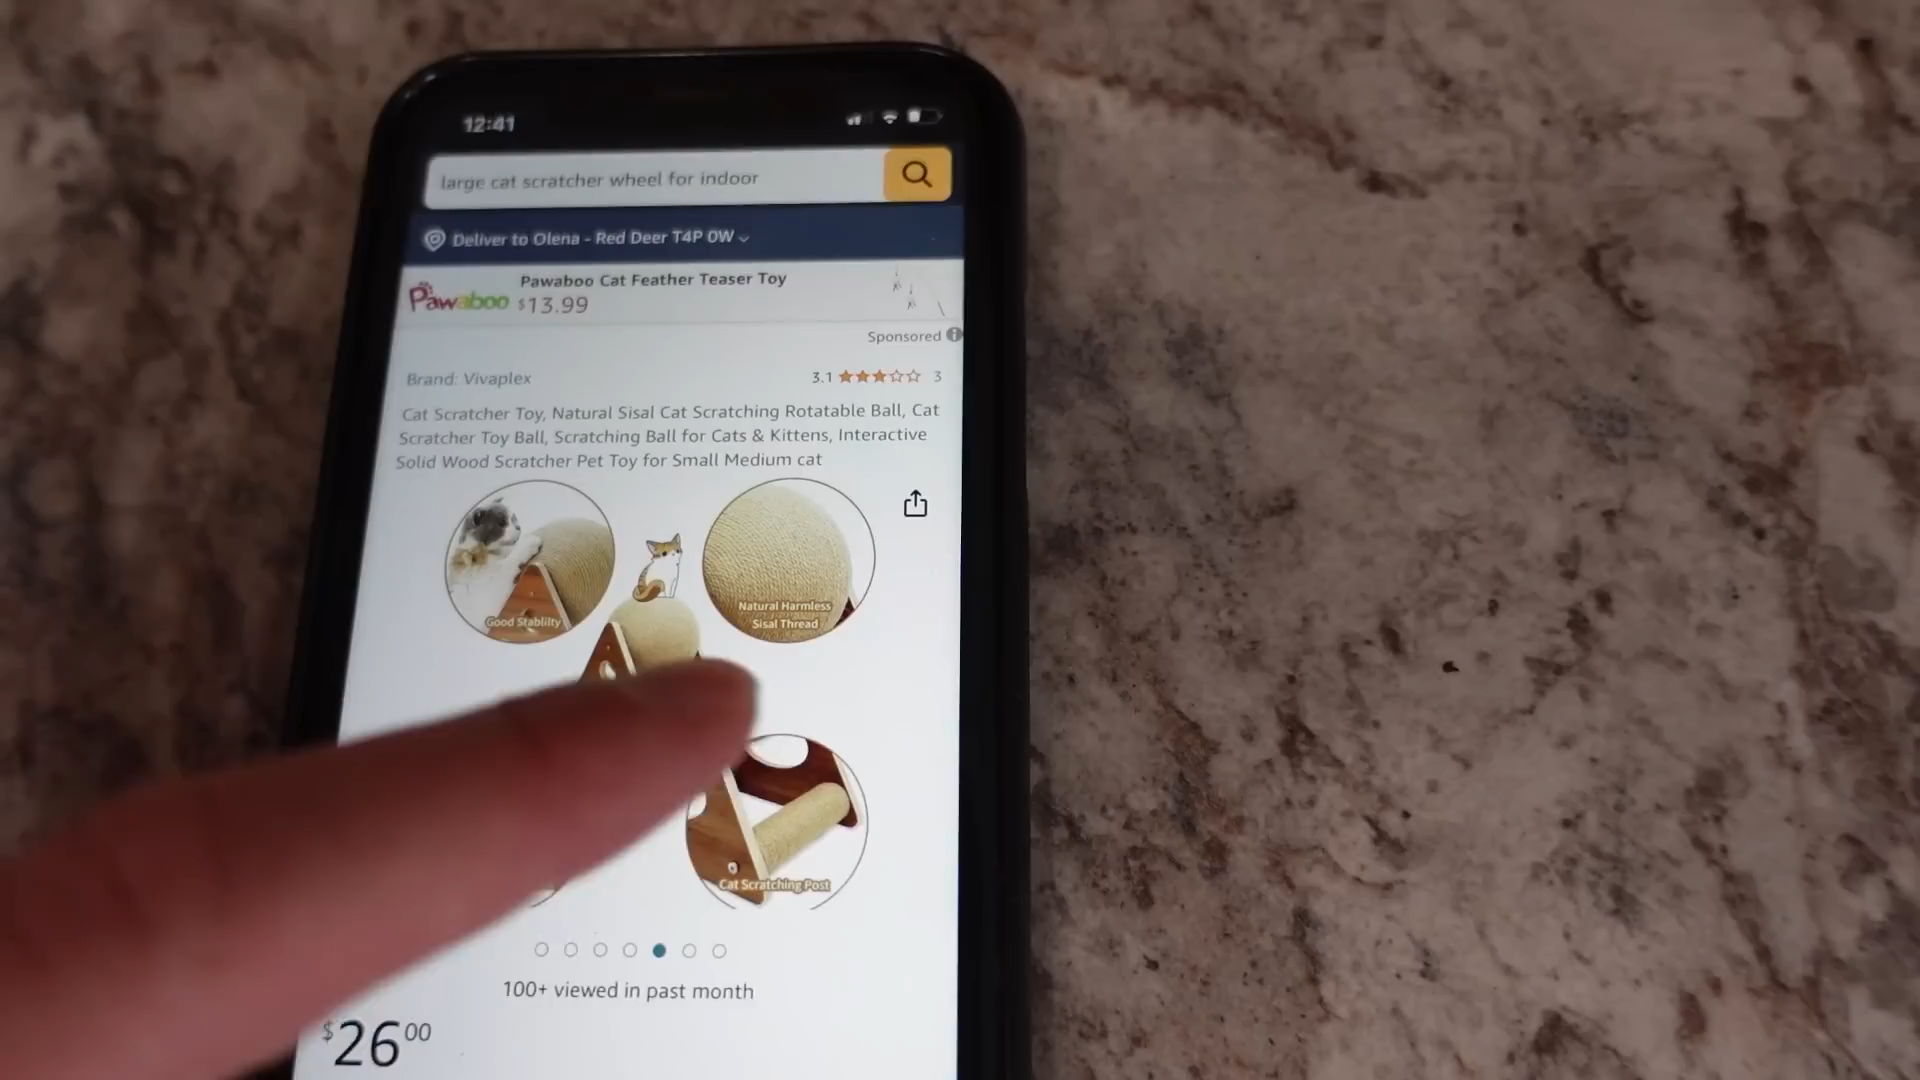 12:41
large cat scratcher wheel for indoor
Deliver to Olena - Red Deer T4P 0W
Pawaboo
Pawaboo Cat Feather Teaser Toy
$13.99
Sponsored
Brand: Vivaplex
3.1
3
Cat Scratcher Toy, Natural Sisal Cat Scratching Rotatable Ball, Cat
Scratcher Toy Ball, Scratching Ball for Cats & Kittens, Interactive
Solid Wood Scratcher Pet Toy for Small Medium cat
Good Stablilty
Natural Harmless
Sisal Thread
Cat Scratching Post
100+ viewed in past month
$2600